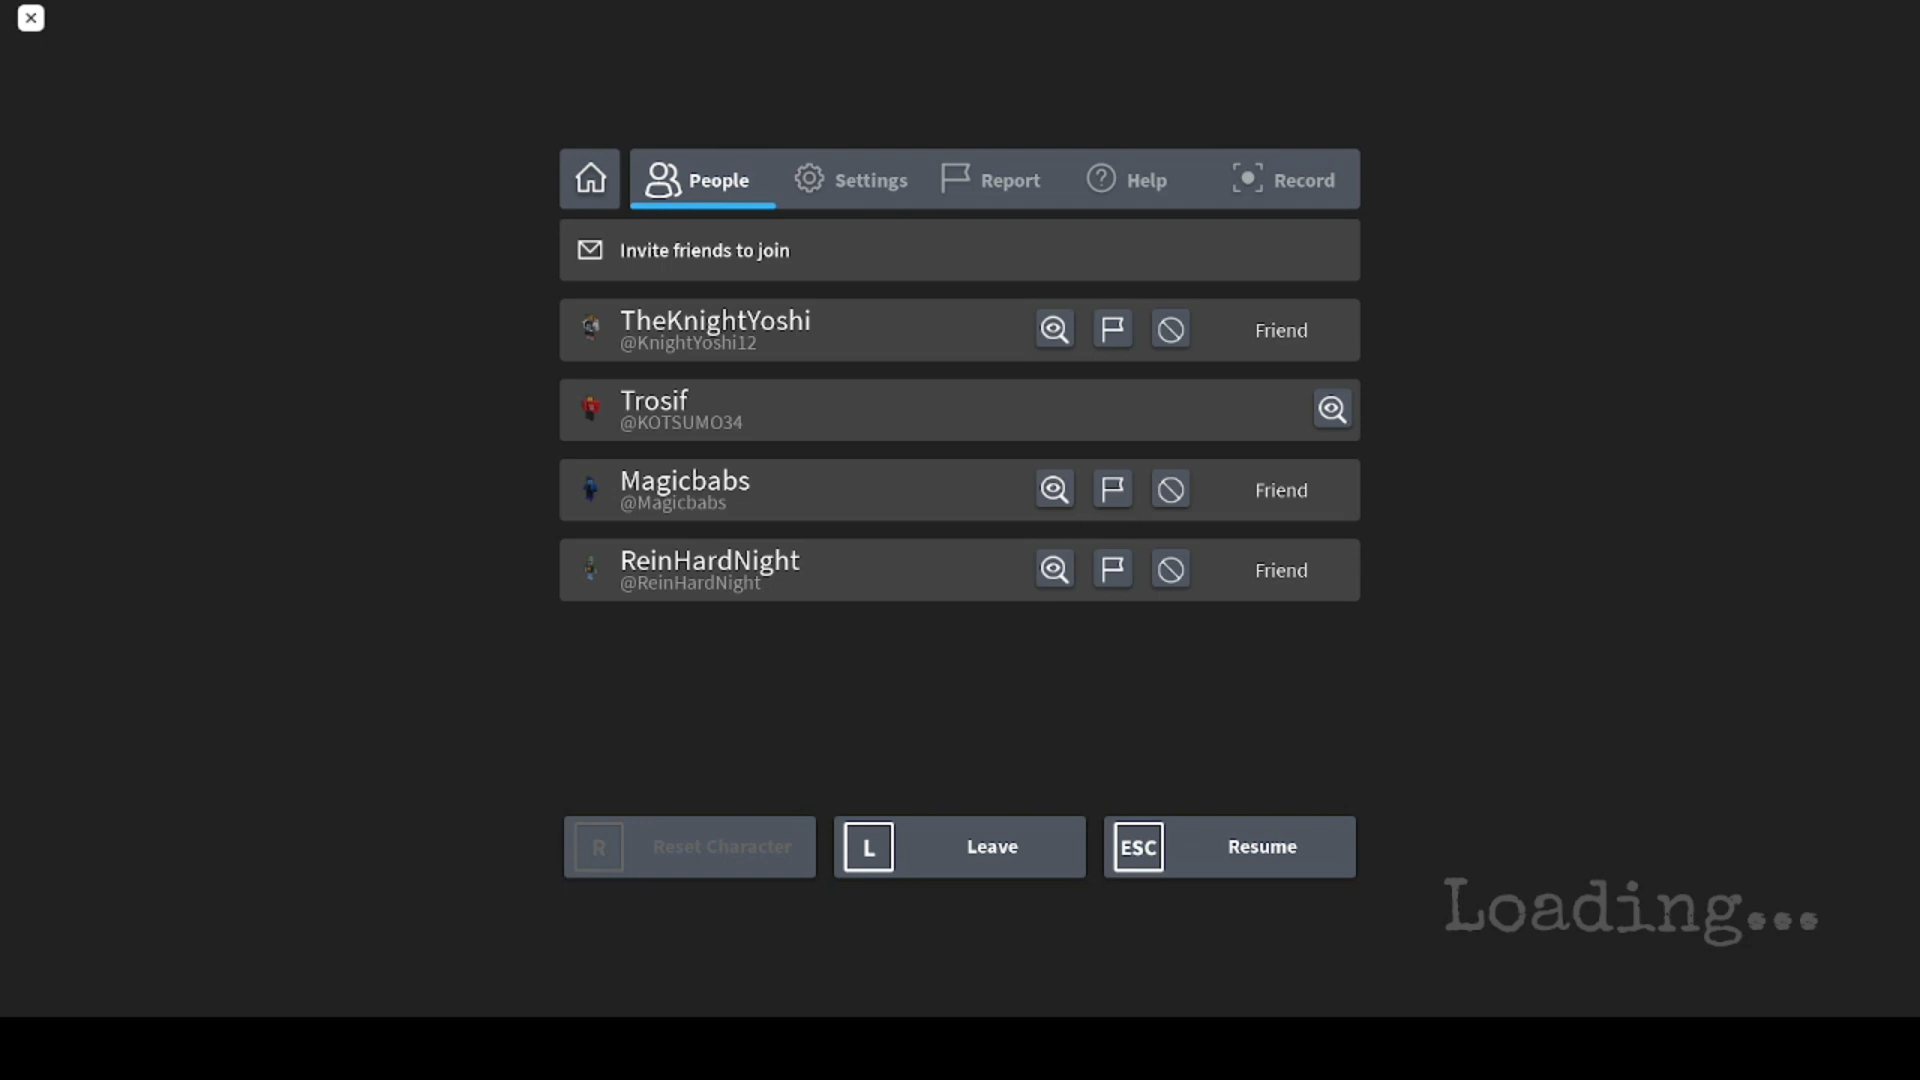 People
Settings
Report
Help
Record
Invite friends to join
TheKnightYoshi
@KnightYoshi12
Friend
Trosif
@KOTSUMO34
Magicbabs
@Magicbabs
Friend
ReinHardNight
@ReinHardNight
Friend
R Reset Character
L Leave
ESC Resume
Loading...